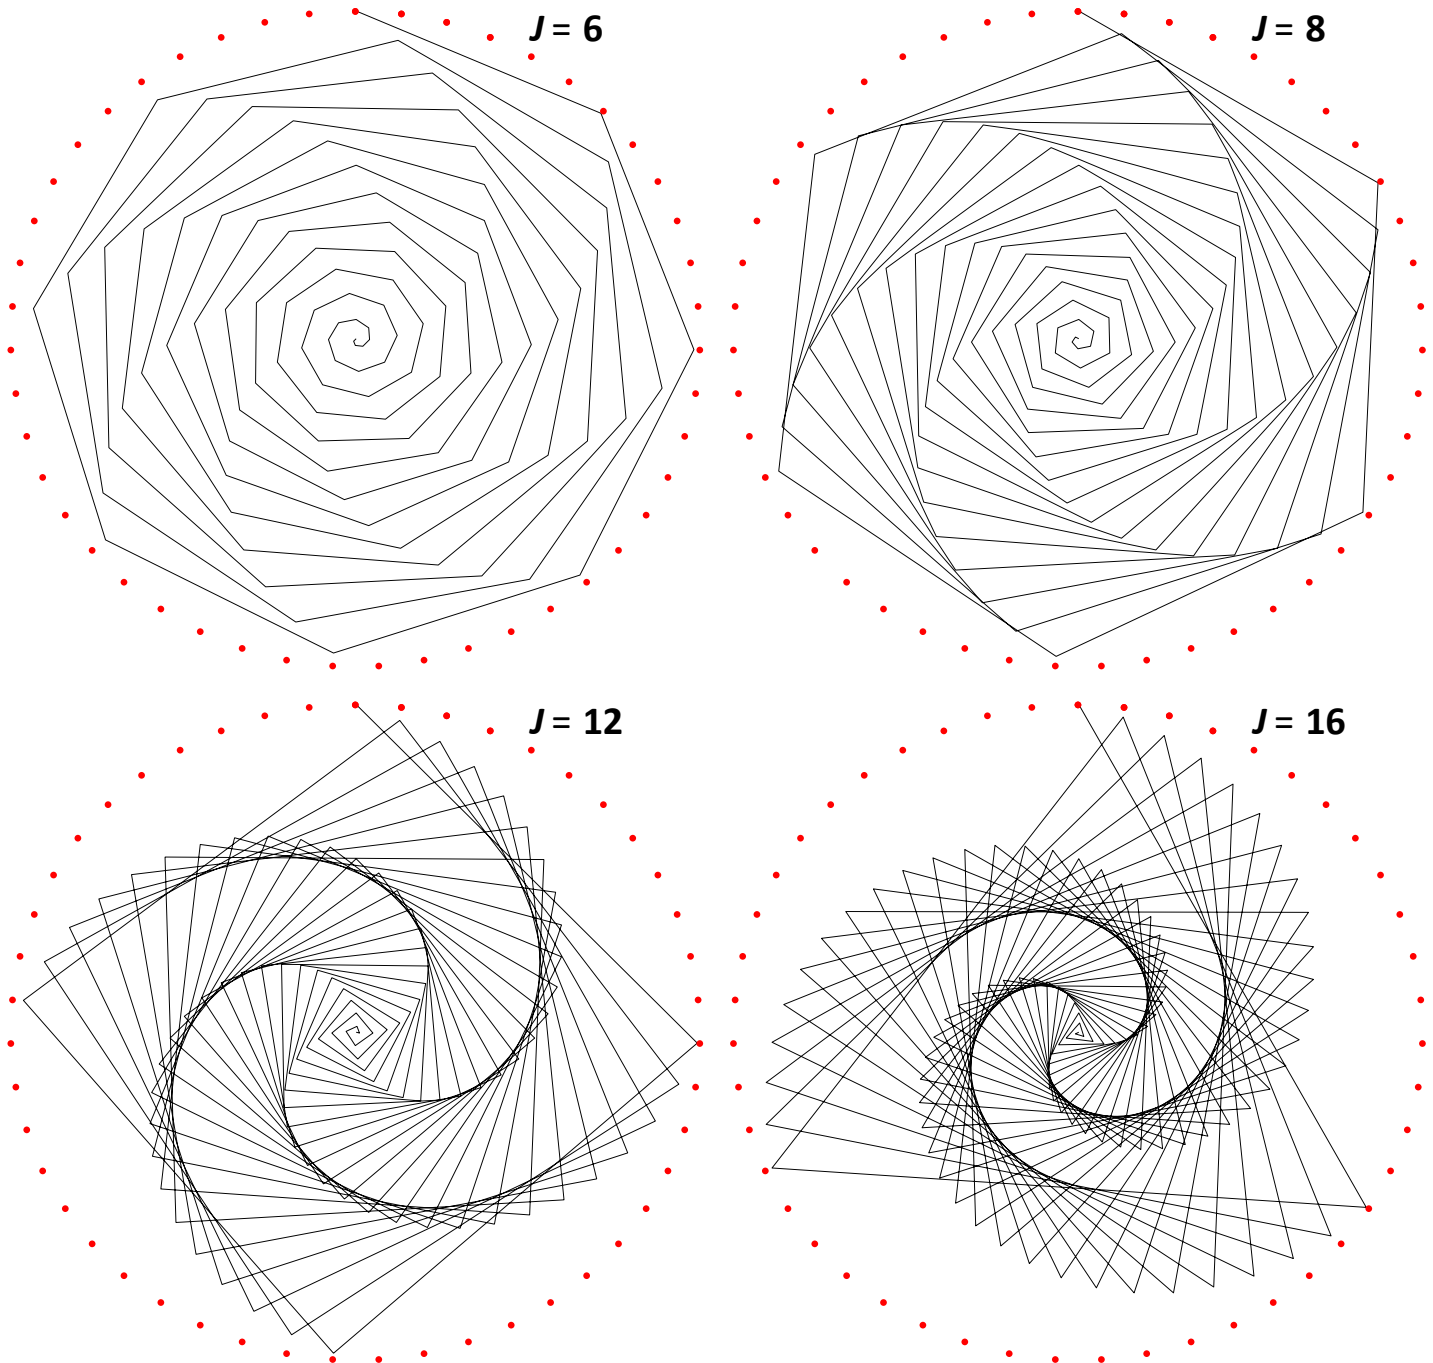 J = 6
J = 8
J = 12
J = 16